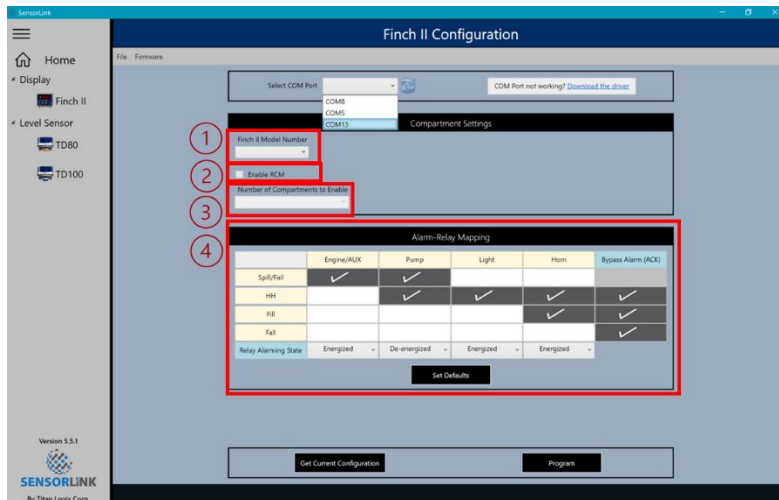 SensorLink
Finch II Configuration
File Firmware
Home
Display
Finch II
Level Sensor
TD80
TD100
Select COM Port
COM Port not working? Download the driver
COM8
COM5
COM13
Compartment Settings
1
Finch II Model Number
2
Enable RCM
3
Number of Compartments to Enable
4
Alarm-Relay Mapping
Engine/AUX Pump Light Horn Bypass Alarm (ACK)
Spill/Fail
HH
Fill
Fall
Relay Alarming State Energized De-energized Energized Energized
Set Defaults
Get Current Configuration Program
Version 5.5.1
SENSORLINK
By Titan Logix Corp